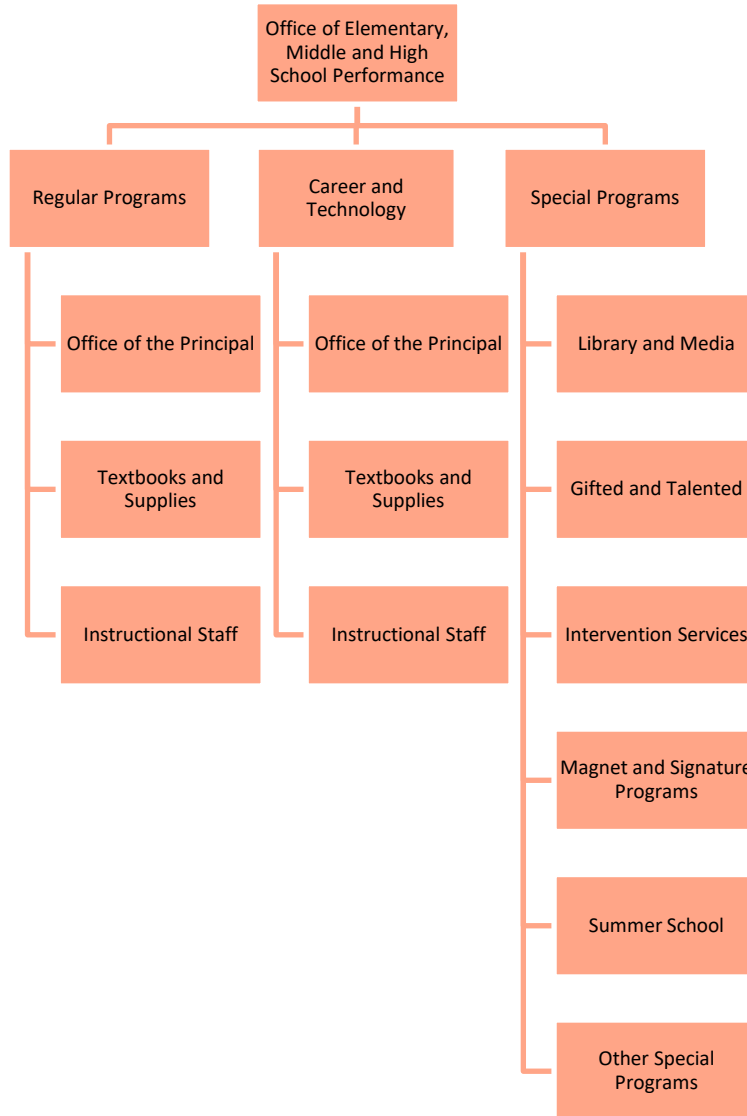 Office of Elementary,
Middle and High
School Performance
Regular Programs
Career and
Technology
Special Programs
Office of the Principal
Textbooks and
Supplies
Instructional Staff
Office of the Principal
Textbooks and
Supplies
Instructional Staff
Library and Media
Gifted and Talented
Intervention Services
Magnet and Signature
Programs
Summer School
Other Special
Programs